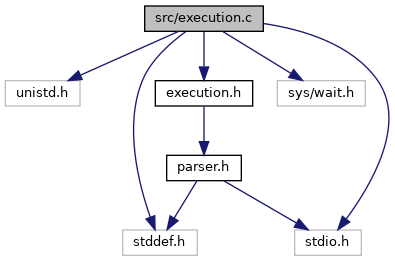 src/execution.c
unistd.h
execution.h
sys/wait.h
parser.h
stddef.h
stdio.h